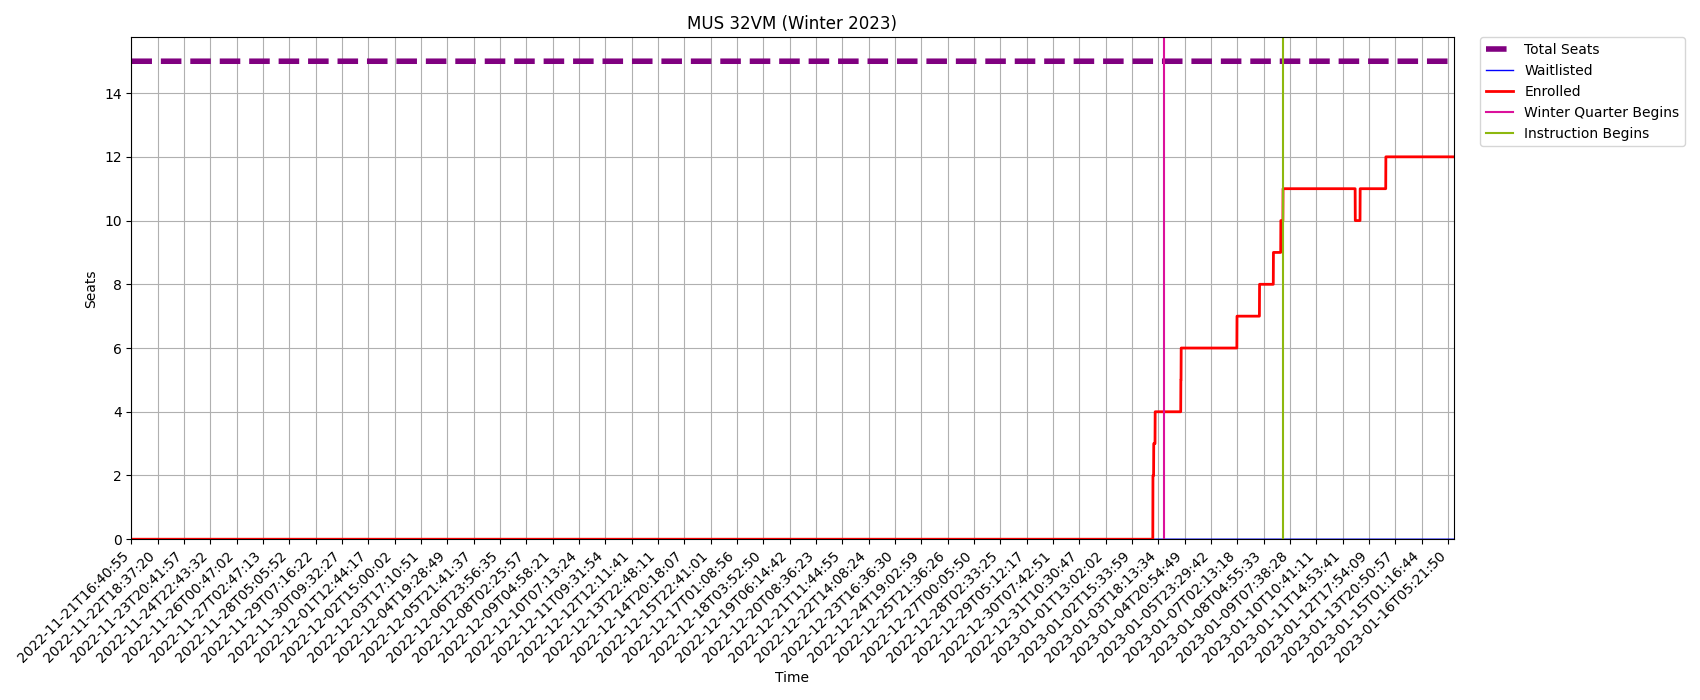 MUS 32VM (Winter 2023)
Total Seats
Waitlisted
Enrolled
Winter Quarter Begins
Instruction Begins
Seats
14
12
10
8
6
4
2
0
2022-11-21T16:40:55
2022-11-22T18:37:20
2022-11-23T20:41:57
2022-11-24T22:43:32
2022-11-26T00:47:02
2022-11-27T02:47:13
2022-11-28T05:05:52
2022-11-29T07:16:22
2022-11-30T09:32:27
2022-12-01T12:44:17
2022-12-02T15:00:02
2022-12-03T17:10:51
2022-12-04T19:28:49
2022-12-05T21:41:37
2022-12-06T23:56:35
2022-12-08T02:25:57
2022-12-09T04:58:21
2022-12-10T07:13:24
2022-12-11T09:31:54
2022-12-12T12:11:41
2022-12-13T22:48:11
2022-12-14T20:18:07
2022-12-15T22:41:01
2022-12-17T01:08:56
2022-12-18T03:52:50
2022-12-19T06:14:42
2022-12-20T08:36:23
2022-12-21T11:44:55
2022-12-22T14:08:24
2022-12-23T16:36:30
2022-12-24T19:02:59
2022-12-25T21:36:26
2022-12-27T00:05:50
2022-12-28T02:33:25
2022-12-29T05:12:17
2022-12-30T07:42:51
2022-12-31T10:30:47
2023-01-01T13:02:02
2023-01-02T15:33:59
2023-01-03T18:13:34
2023-01-04T20:54:49
2023-01-05T23:29:42
2023-01-07T02:13:18
2023-01-08T04:55:33
2023-01-09T07:38:28
2023-01-10T10:41:11
2023-01-11T14:53:41
2023-01-12T17:54:09
2023-01-13T20:50:57
2023-01-15T01:16:44
2023-01-16T05:21:50
Time